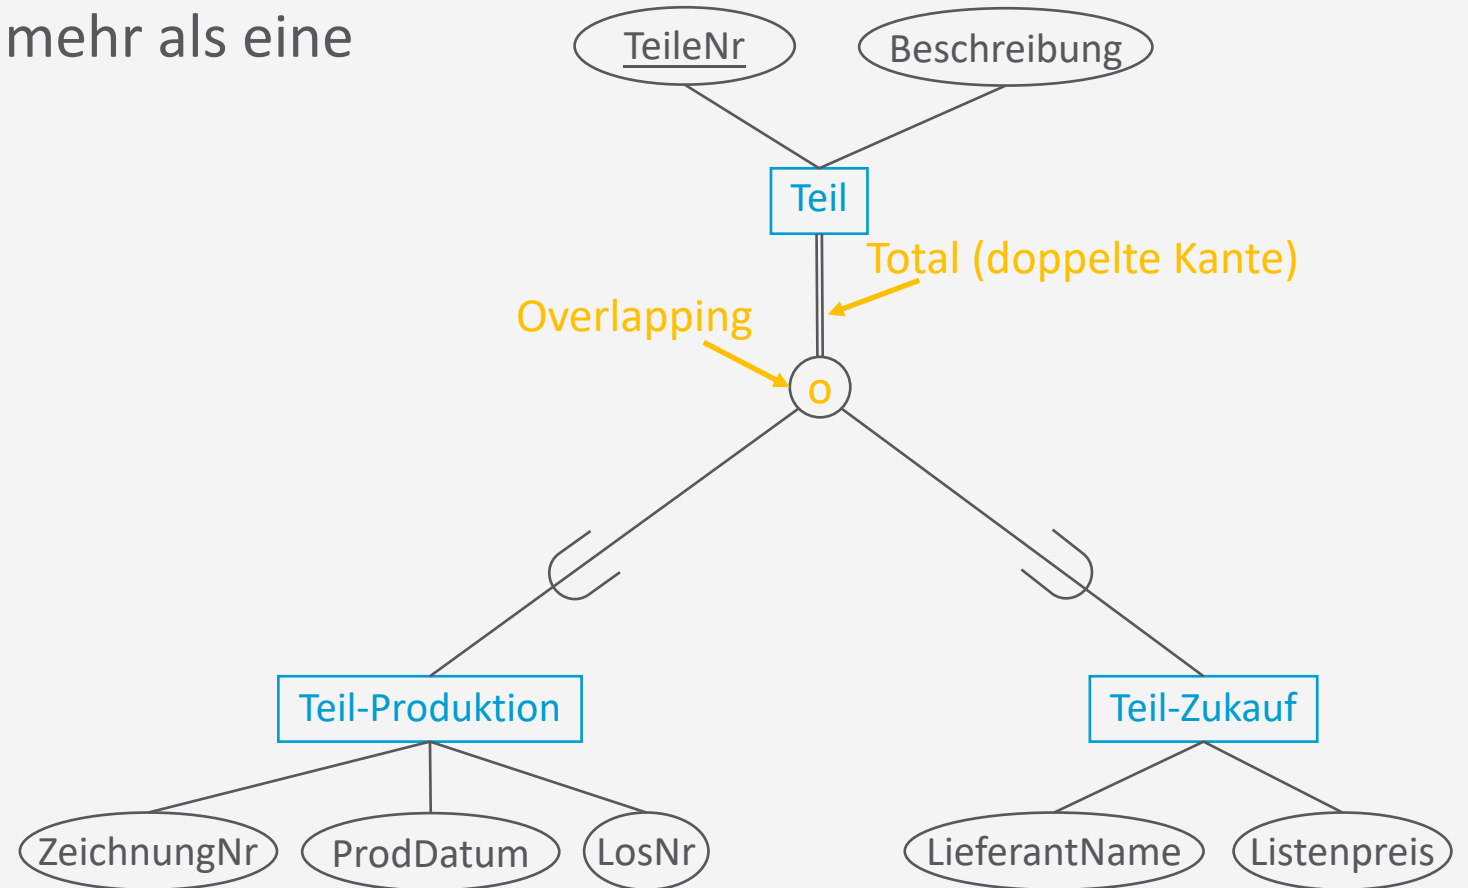 mehr als eine
TeileNr
Beschreibung
Teil
Total (doppelte Kante)
Overlapping
o
Teil-Produktion
Teil-Zukauf
ZeichnungNr
ProdDatum
LosNr
LieferantName
Listenpreis